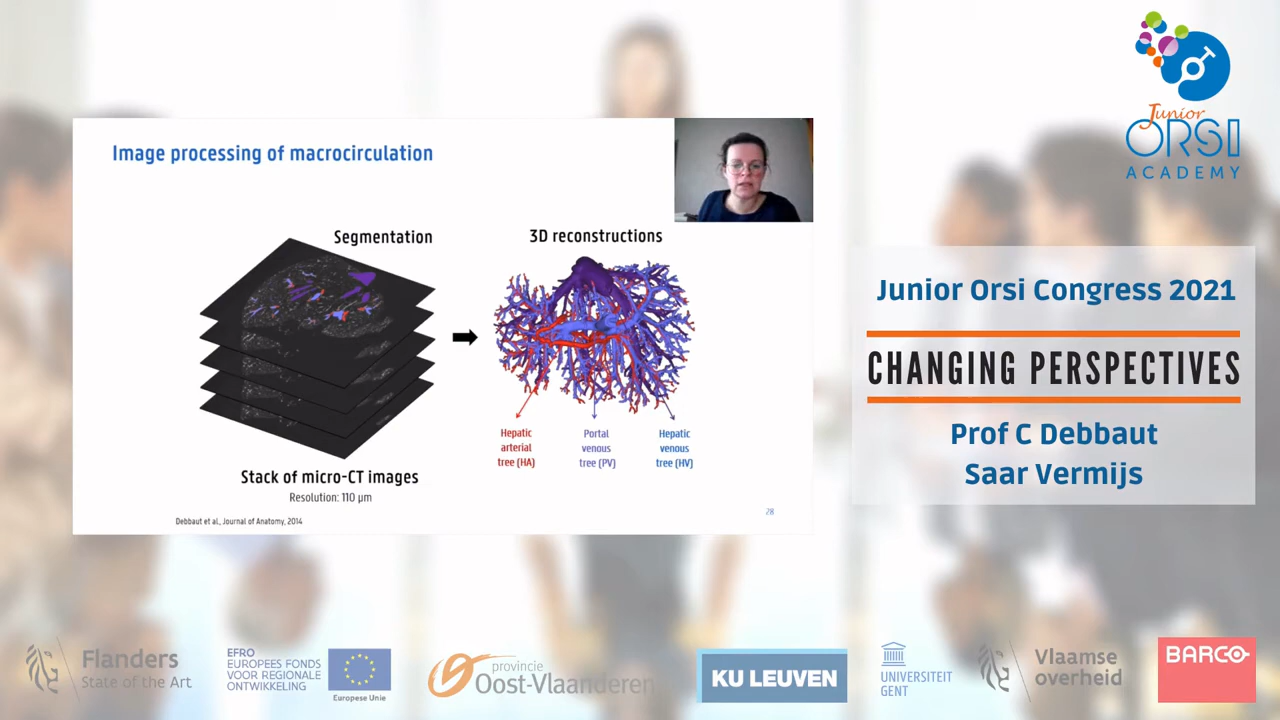 Junior
ORSI
ACADEMY
Image processing of macrocirculation
Segmentation
3D reconstructions
Hepatic
arterial
tree (HA)
Portal
venous
tree (PV)
Hepatic
venous
tree (HV)
Stack of micro-CT images
Resolution: 110 µm
Debbaut et al., Journal of Anatomy, 2014
28
Junior Orsi Congress 2021
CHANGING PERSPECTIVES
Prof C Debbaut
Saar Vermijs
Flanders
State of the Art
EFRO
EUROPEES FONDS
VOOR REGIONALE
ONTWIKKELING
Europese Unie
provincie
Oost-Vlaanderen
KU LEUVEN
UNIVERSITEIT
GENT
Vlaamse
overheid
BARCO